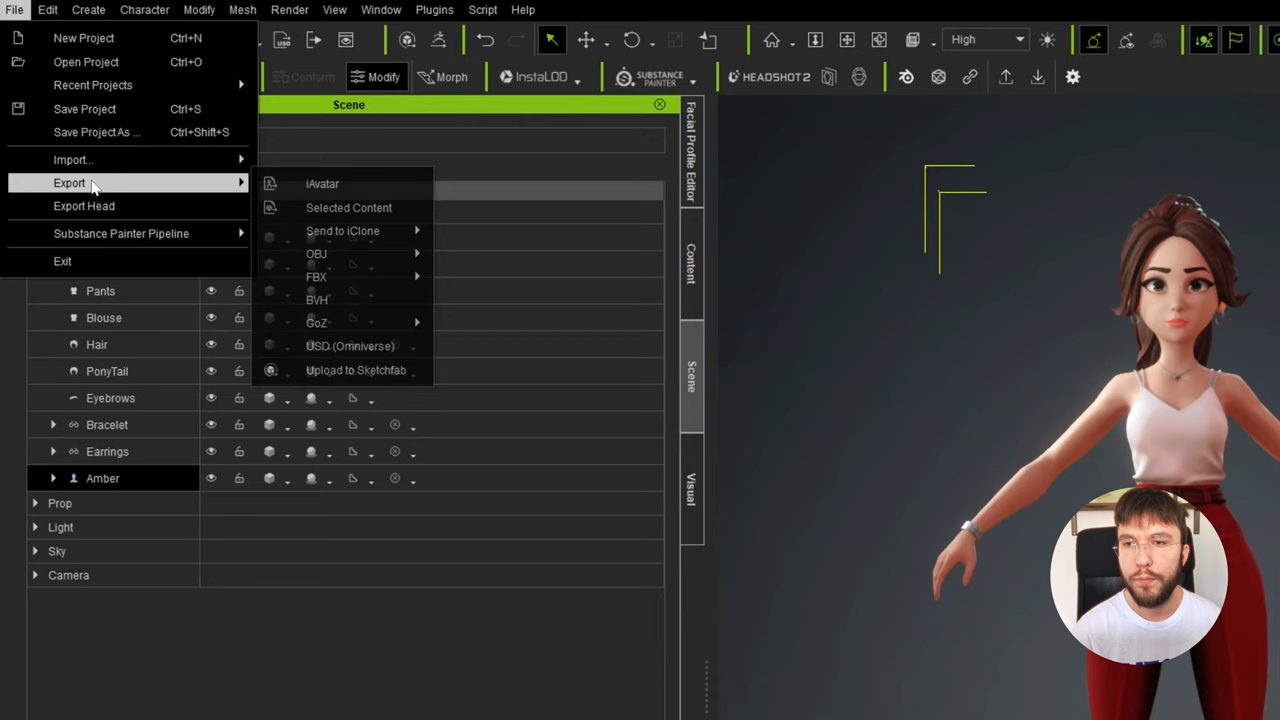 File Edit Create Character Modify Mesh Render View Window Plugins Script Help
New Project Ctrl+N
Open Project Ctrl+O
Recent Projects
Save Project Ctrl+S
Save Project As ... Ctrl+Shift+S
Import...
Export
Export Head
Substance Painter Pipeline
Exit
iAvatar
Selected Content
Send to iClone
OBJ
FBX
BVH
GoZ
USD (Omniverse)
Upload to Sketchfab
USD
High
Conform Modify Morph InstaLOD SUBSTANCE PAINTER HEADSHOT2
Scene
Pants
Blouse
Hair
PonyTail
Eyebrows
Bracelet
Earrings
Amber
Prop
Light
Sky
Camera
Facial Profile Editor
Content
Scene
Visual